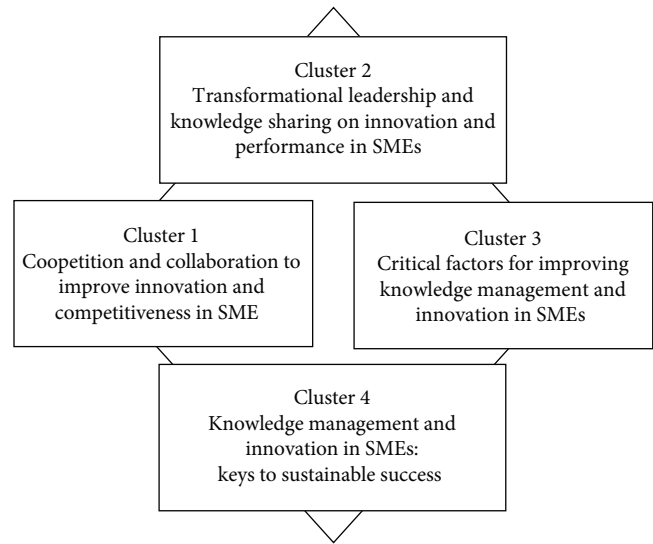 Cluster 2
Transformational leadership and
knowledge sharing on innovation and
performance in SMEs
Cluster 1
Coopetition and collaboration to
improve innovation and
competitiveness in SME
Cluster 3
Critical factors for improving
knowledge management and
innovation in SMEs
Cluster 4
Knowledge management and
innovation in SMEs:
keys to sustainable success